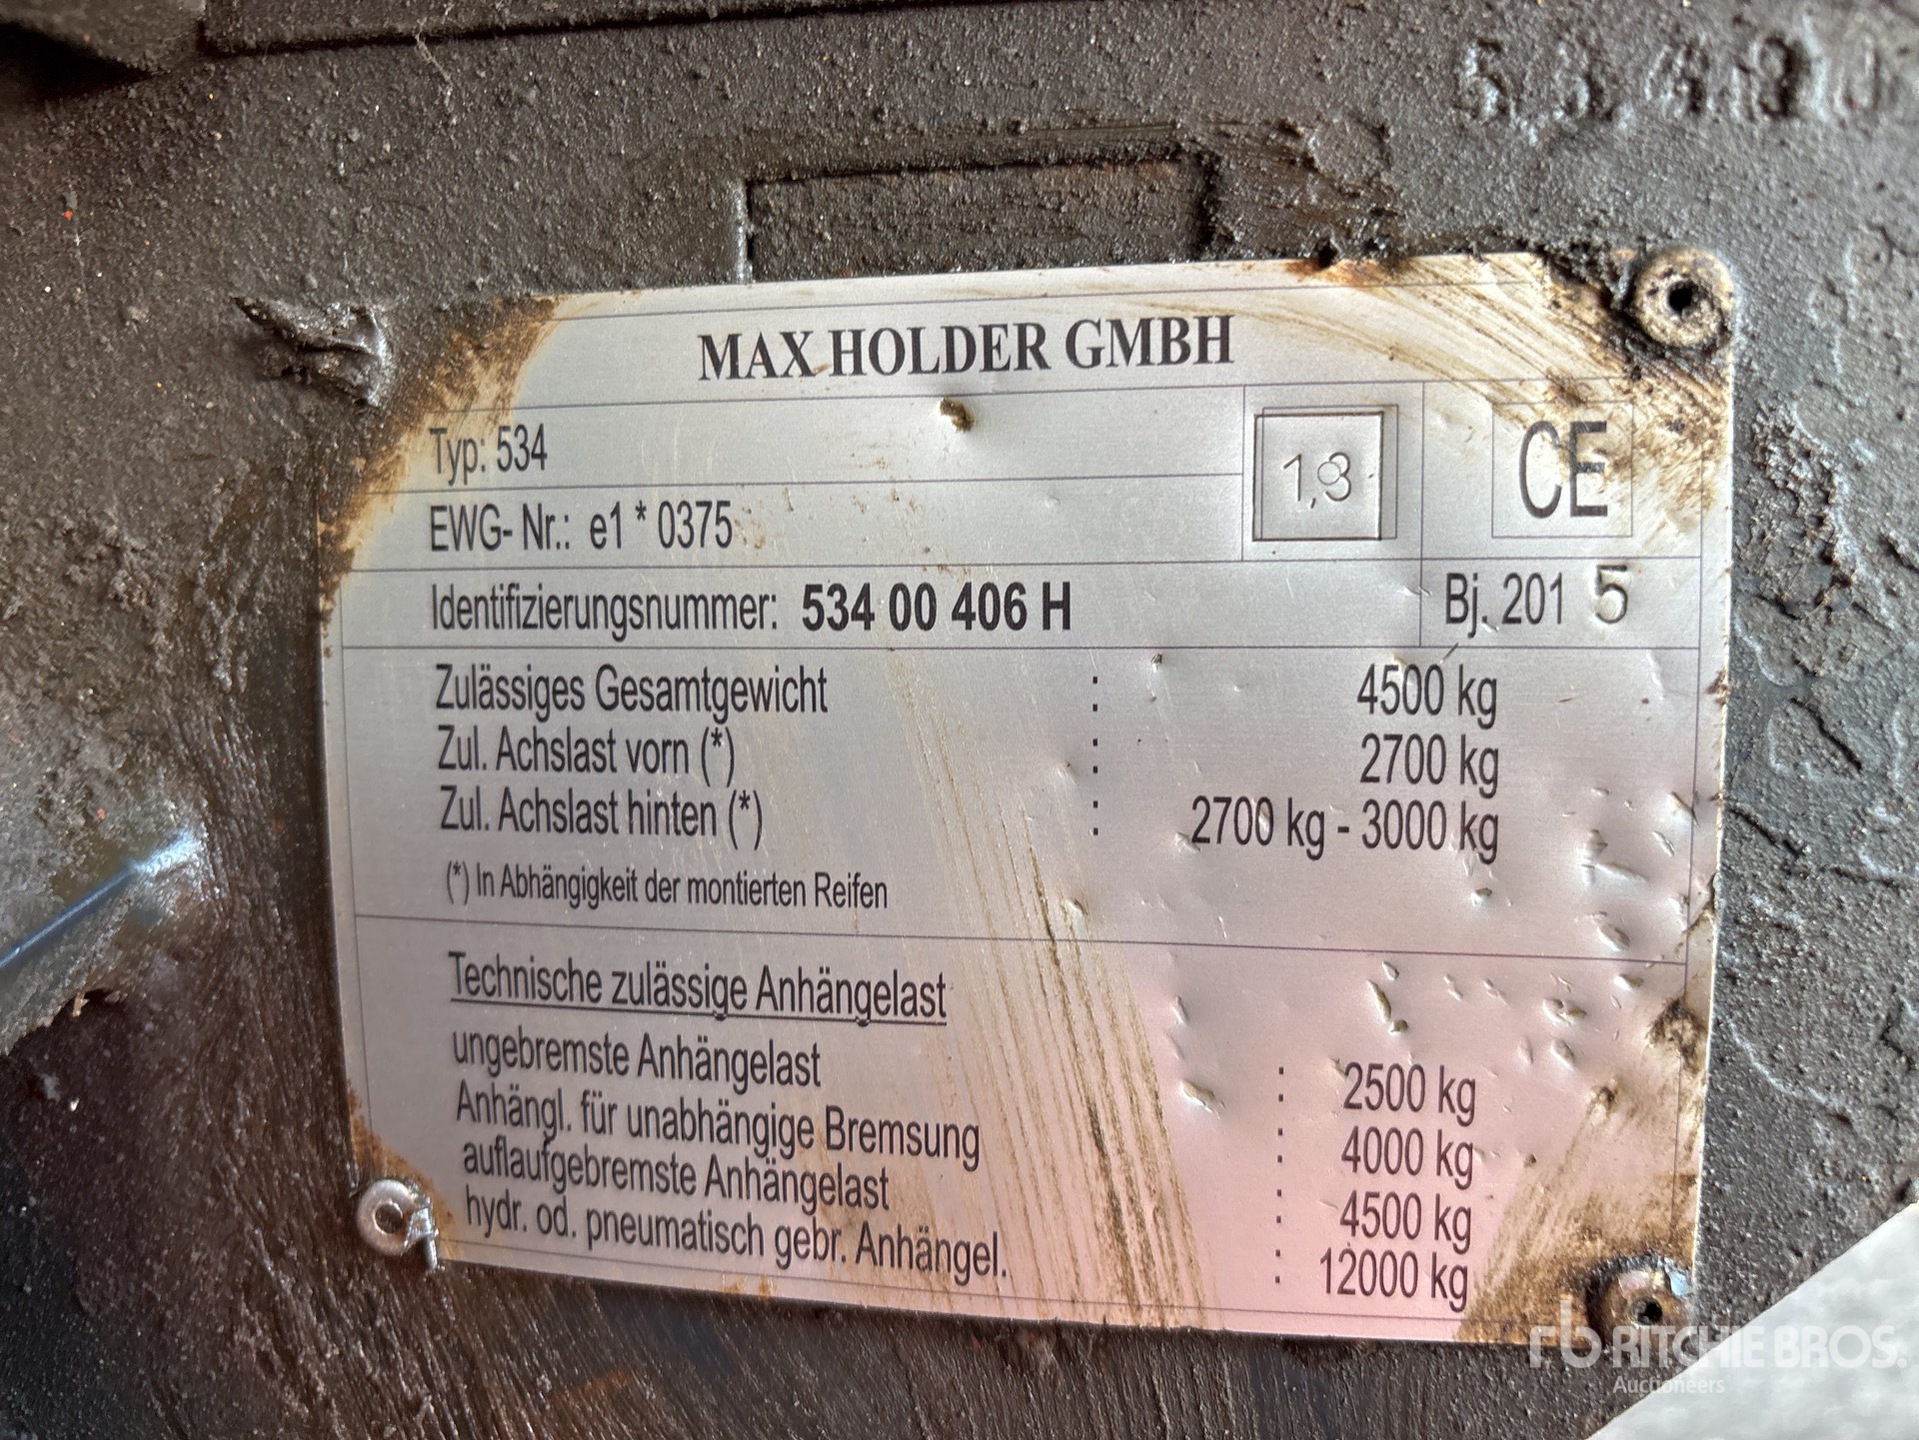 MAX HOLDER GMBH
Typ: 534
1,8
CE
EWG- Nr.: e1 * 0375
Identifizierungsnummer: 534 00 406 H
Bj. 201 5
Zulässiges Gesamtgewicht : 4500 kg
Zul. Achslast vorn (*) : 2700 kg
Zul. Achslast hinten (*) : 2700 kg - 3000 kg
(*) In Abhängigkeit der montierten Reifen
Technische zulässige Anhängelast
ungebremste Anhängelast : 2500 kg
Anhängl. für unabhängige Bremsung : 4000 kg
auflaufgebremste Anhängelast : 4500 kg
hydr. od. pneumatisch gebr. Anhängel. : 12000 kg
rb RITCHIE BROS.
Auctioneers